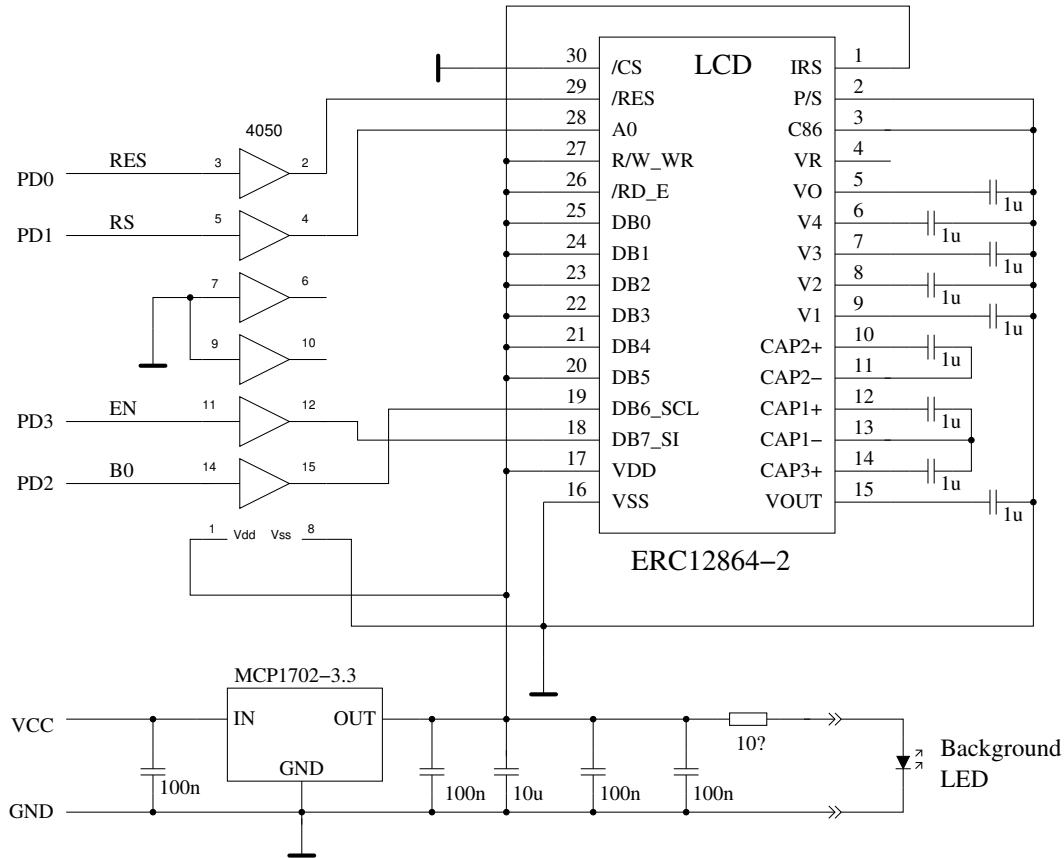 LCD
30 /CS IRS 1
29 /RES P/S 2
28 A0 C86 3
27 R/W_WR VR 4
26 /RD_E VO 5 1u
25 DB0 V4 6 1u
24 DB1 V3 7 1u
23 DB2 V2 8 1u
22 DB3 V1 9 1u
21 DB4 CAP2+ 10 1u
20 DB5 CAP2− 11
19 DB6_SCL CAP1+ 12 1u
18 DB7_SI CAP1− 13
17 VDD CAP3+ 14 1u
16 VSS VOUT 15 1u
ERC12864−2
4050
PD0 RES 3 2
PD1 RS 5 4
7 6
9 10
PD3 EN 11 12
PD2 B0 14 15
1 Vdd Vss 8
MCP1702−3.3
VCC IN OUT
GND
100n 100n 10u 100n 100n
10?
GND
Background
LED